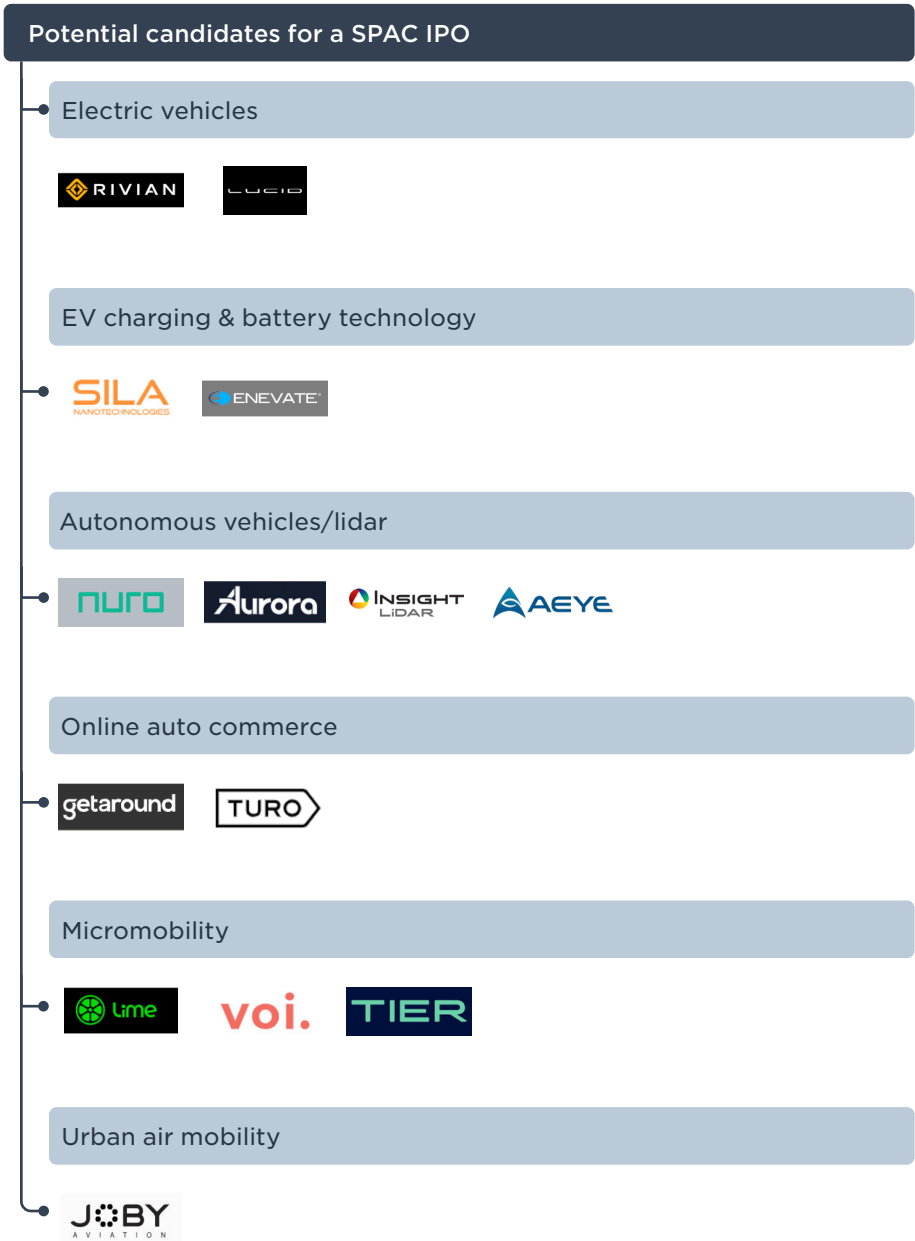 Potential candidates for a SPAC IPO
Electric vehicles
RIVIAN LUCID
EV charging & battery technology
SILA
NANOTECHNOLOGIES
ENEVATE
Autonomous vehicles/lidar
nuro Aurora INSIGHT
LiDAR
AEYE
Online auto commerce
getaround TURO
Micromobility
Lime voi. TIER
Urban air mobility
JOBY
AVIATION